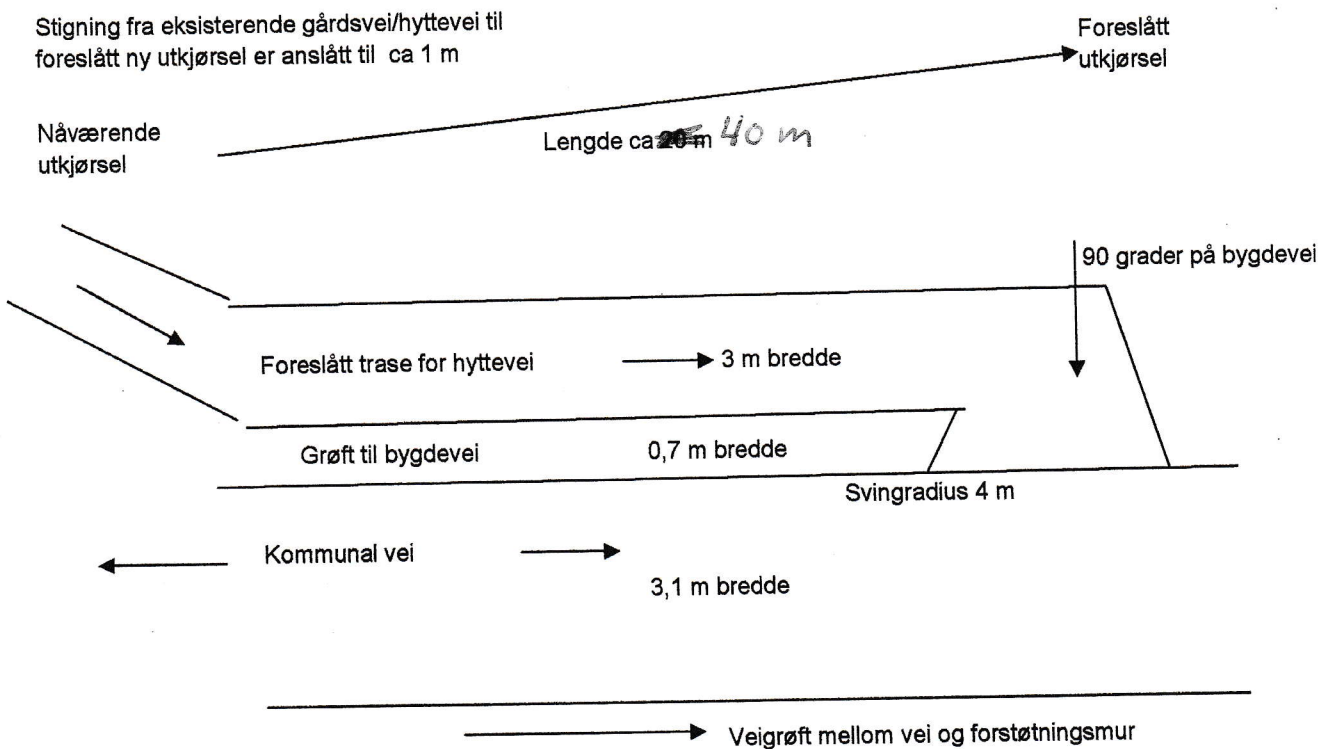 Stigning fra eksisterende gårdsvei/hyttevei til
foreslått ny utkjørsel er anslått til ca 1 m
Foreslått
utkjørsel
Nåværende
utkjørsel
Lengde ca 20 m 40 m
90 grader på bygdevei
Foreslått trase for hyttevei 3 m bredde
Grøft til bygdevei 0,7 m bredde
Svingradius 4 m
Kommunal vei
3,1 m bredde
Veigrøft mellom vei og forstøtningsmur